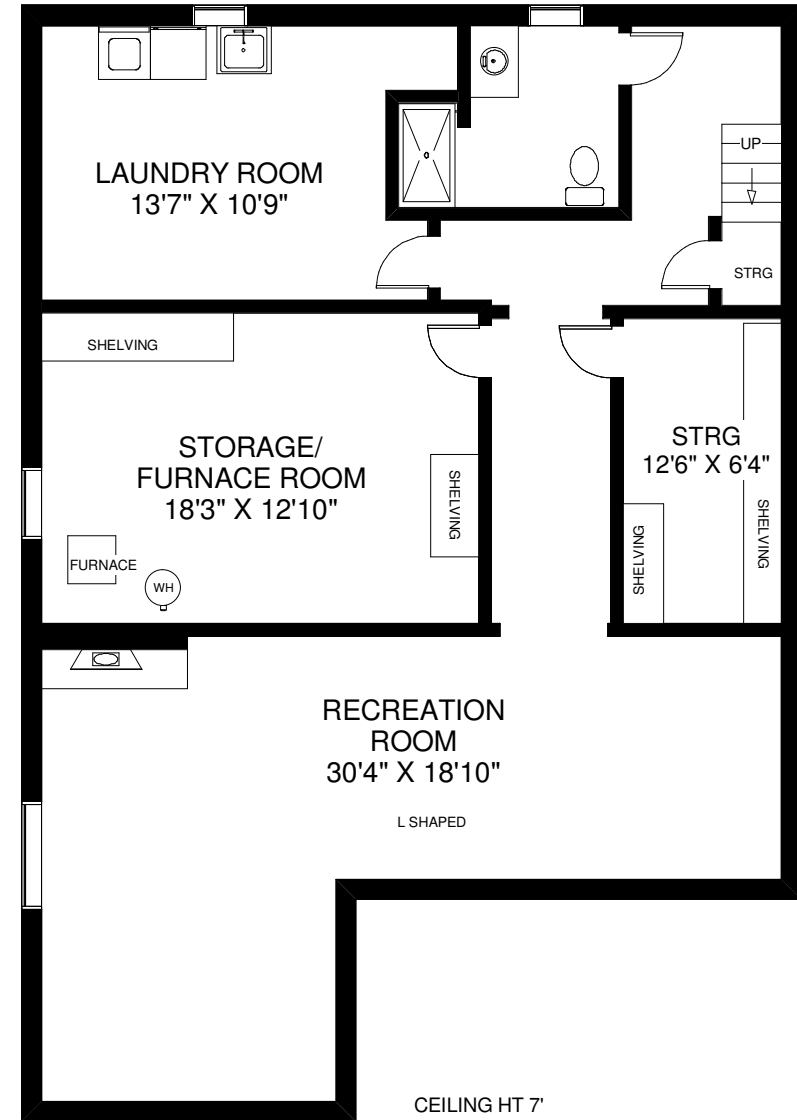 LAUNDRY ROOM
13'7" X 10'9"
UP
STRG
SHELVING
STORAGE/
FURNACE ROOM
18'3" X 12'10"
SHELVING
FURNACE
WH
STRG
12'6" X 6'4"
SHELVING
SHELVING
RECREATION
ROOM
30'4" X 18'10"
L SHAPED
CEILING HT 7'